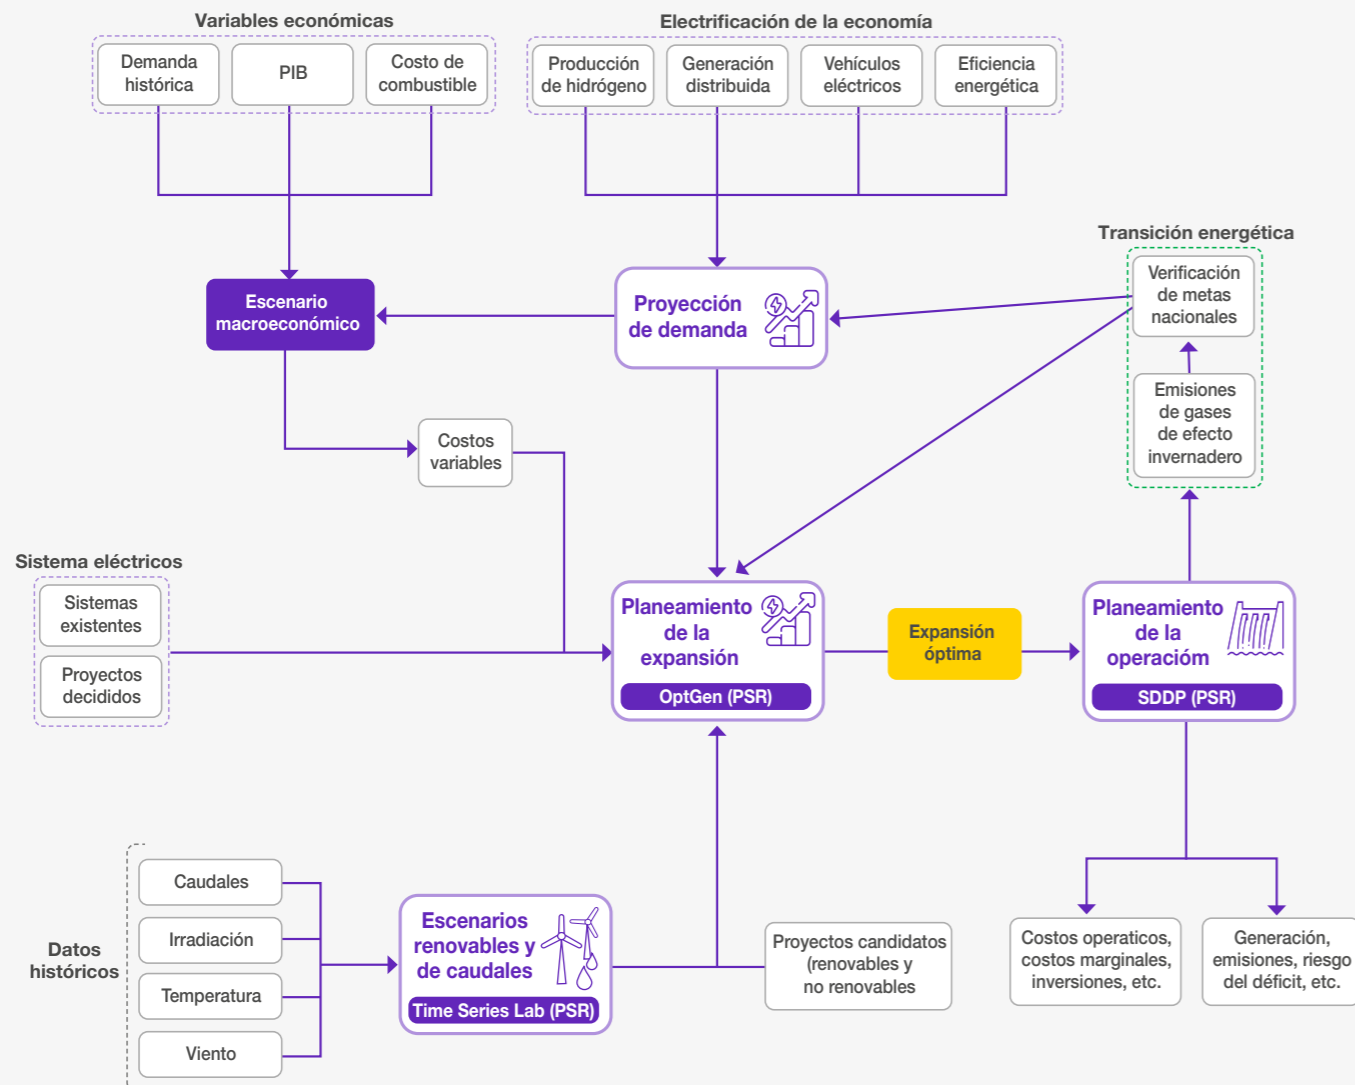 Variables económicas
Demanda
histórica
PIB
Costo de
combustible
Electrificación de la economía
Producción
de hidrógeno
Generación
distribuida
Vehículos
eléctricos
Eficiencia
energética
Transición energética
Verificación
de metas
nacionales
Emisiones
de gases
de efecto
invernadero
Escenario
macroeconómico
Proyección
de demanda
Costos
variables
Sistema eléctricos
Sistemas
existentes
Proyectos
decididos
Planeamiento
de la
expansión
OptGen (PSR)
Expansión
óptima
Planeamiento
de la
operacióm
SDDP (PSR)
Datos
históricos
Caudales
Irradiación
Temperatura
Viento
Escenarios
renovables y
de caudales
Time Series Lab (PSR)
Proyectos candidatos
(renovables y
no renovables
Costos operaticos,
costos marginales,
inversiones, etc.
Generación,
emisiones, riesgo
del déficit, etc.